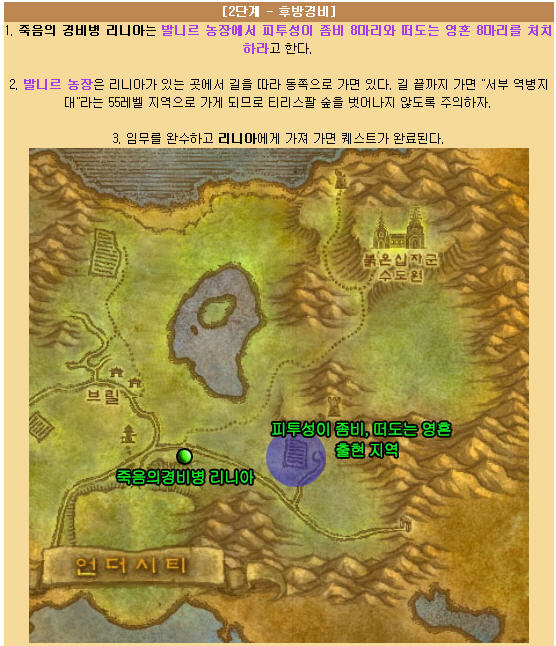 [2단계 - 후방경비]
1. 죽음의 경비병 리니아는 발니르 농장에서 피투성이 좀비 8마리와 떠도는 영혼 8마리를 처치
하라고 한다.
2. 발니르 농장은 리니아가 있는 곳에서 길을 따라 동쪽으로 가면 있다. 길 끝까지 가면 "서부 역병지
대"라는 55레벨 지역으로 가게 되므로 티리스팔 숲을 벗어나지 않도록 주의하자.
3. 임무를 완수하고 리니아에게 가져 가면 퀘스트가 완료된다.
붉은십자군
수도원
브릴
피투성이 좀비, 떠도는 영혼
출현 지역
죽음의경비병 리니아
언더시티